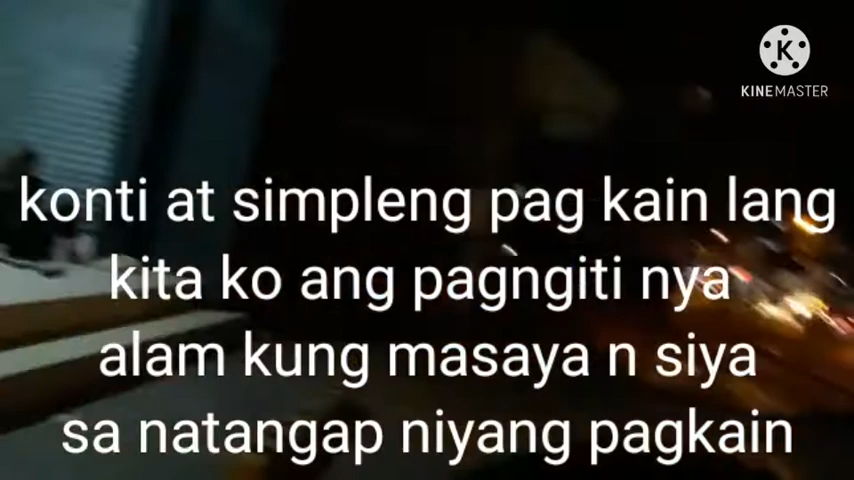 KINEMASTER
konti at simpleng pag kain lang
kita ko ang pagngiti nya
alam kung masaya n siya
sa natangap niyang pagkain